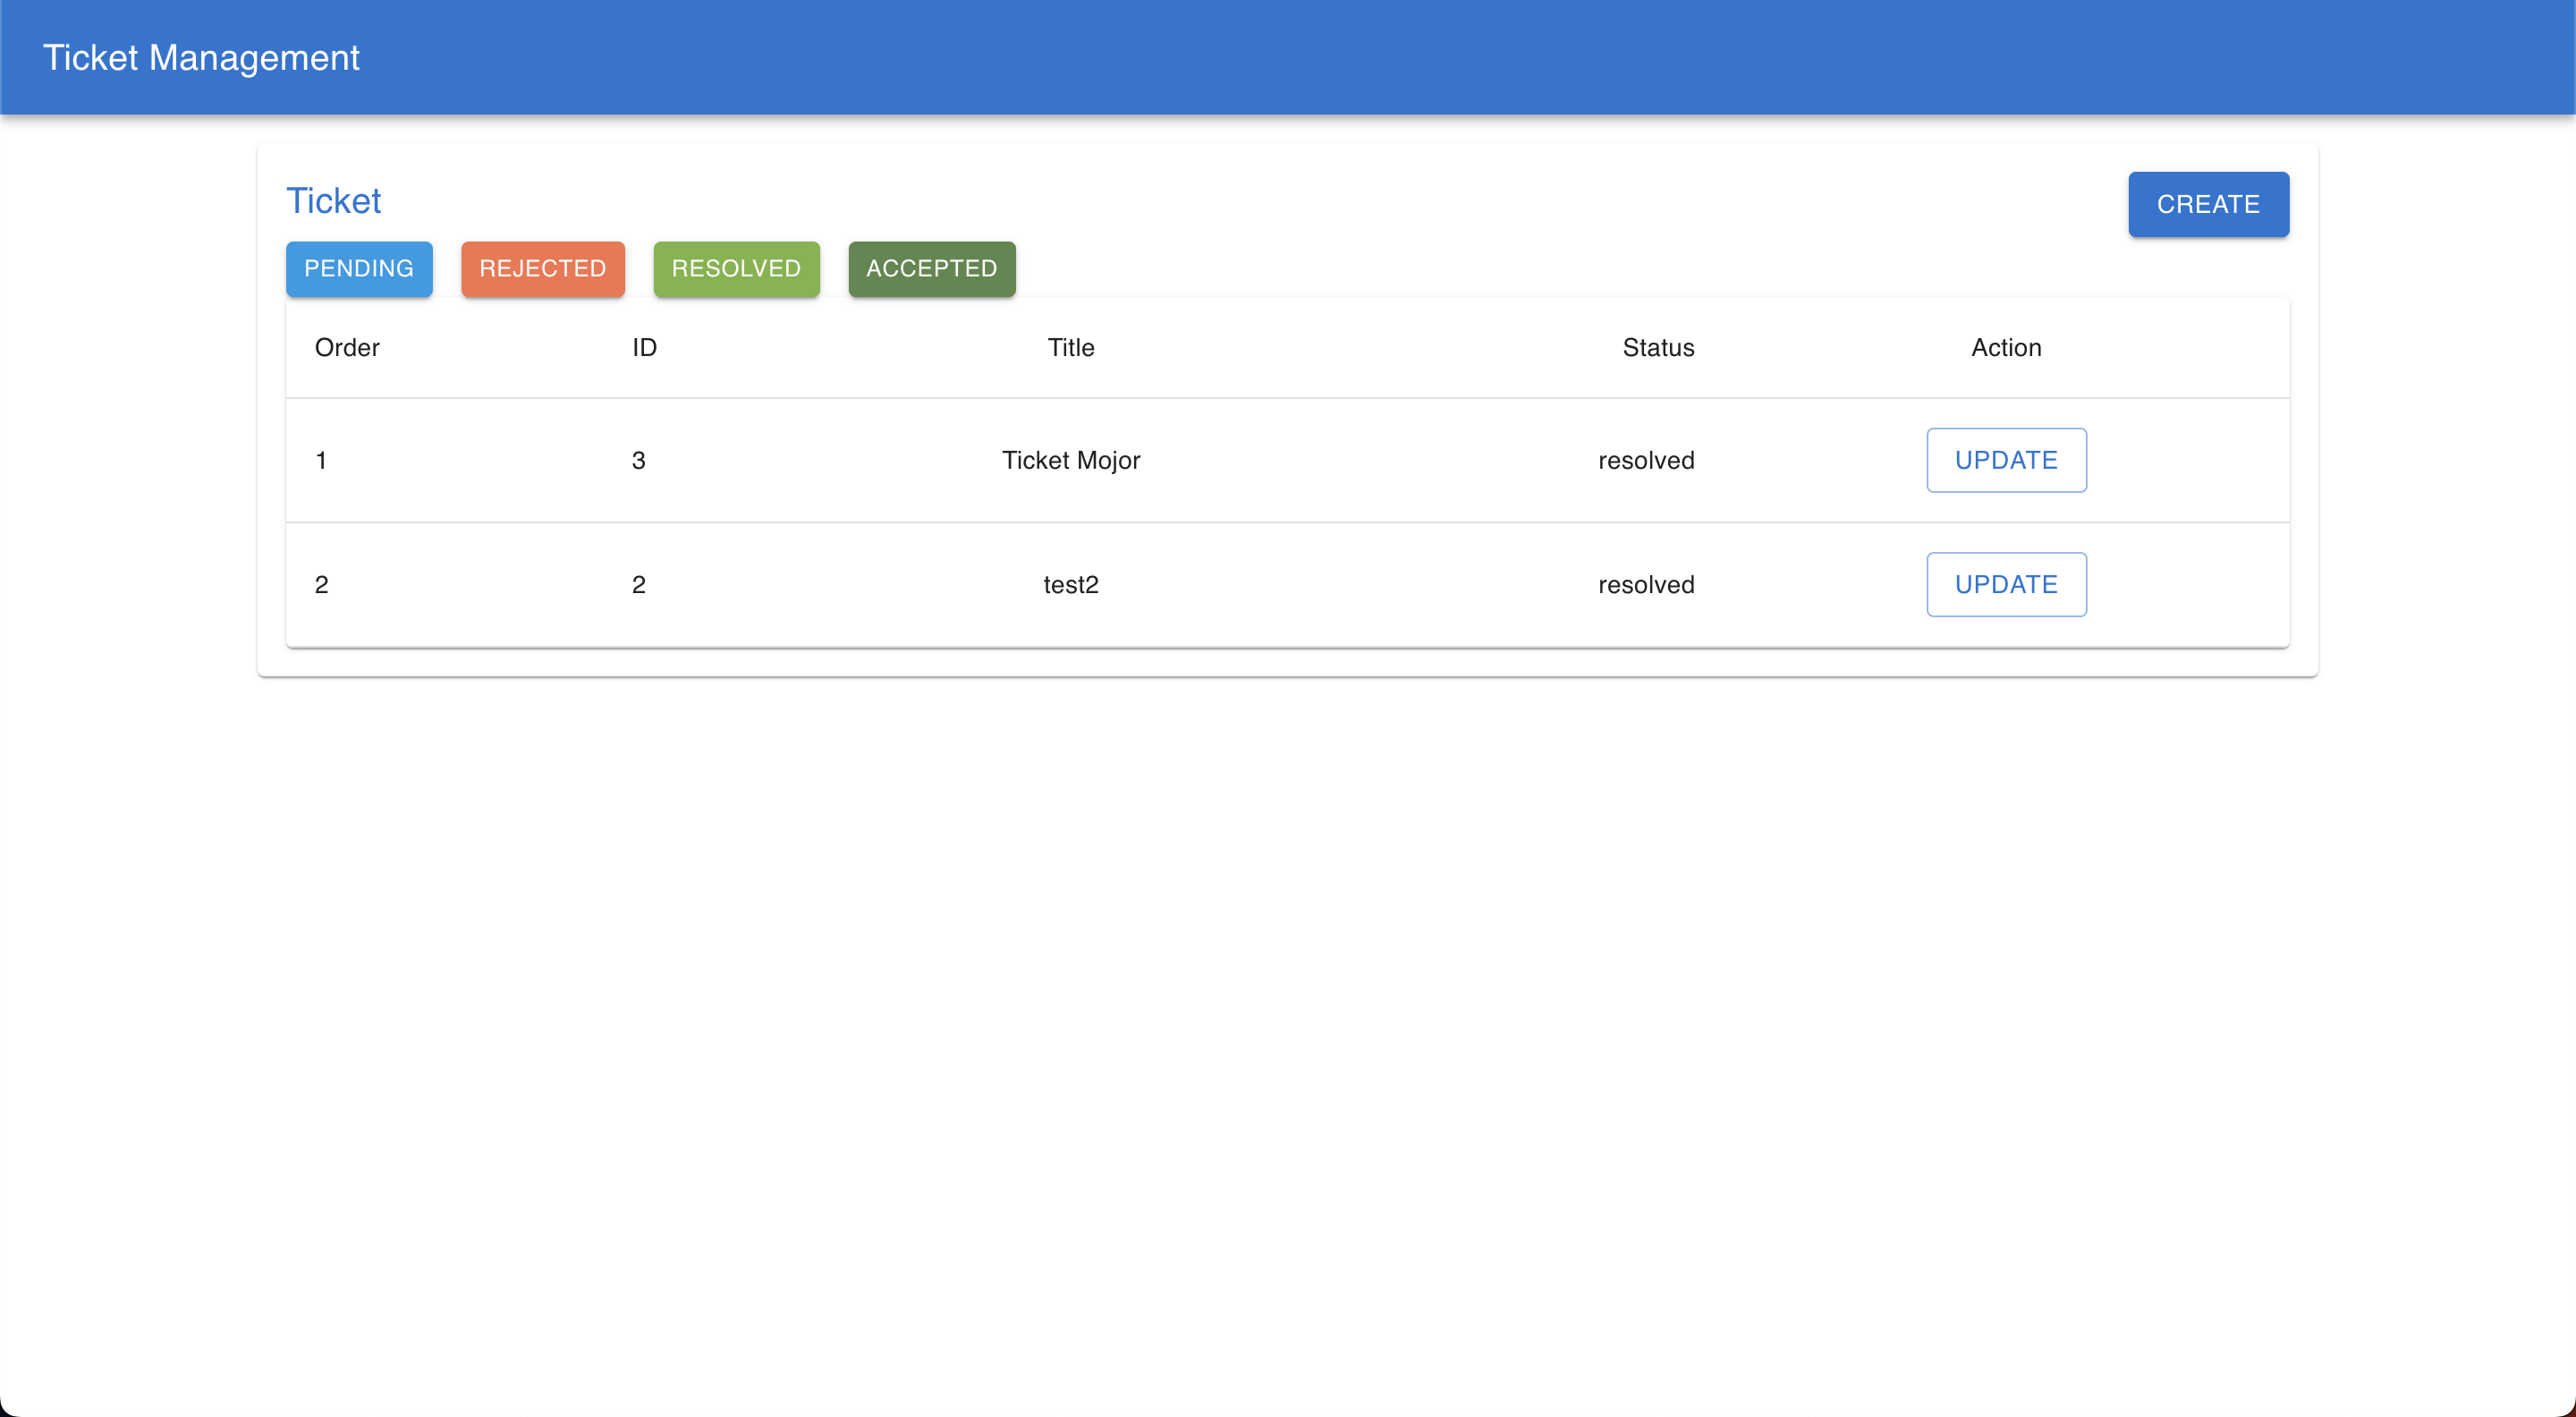 Ticket Management
Ticket
CREATE
PENDING REJECTED RESOLVED ACCEPTED
Order ID Title Status Action
1 3 Ticket Mojor resolved UPDATE
2 2 test2 resolved UPDATE